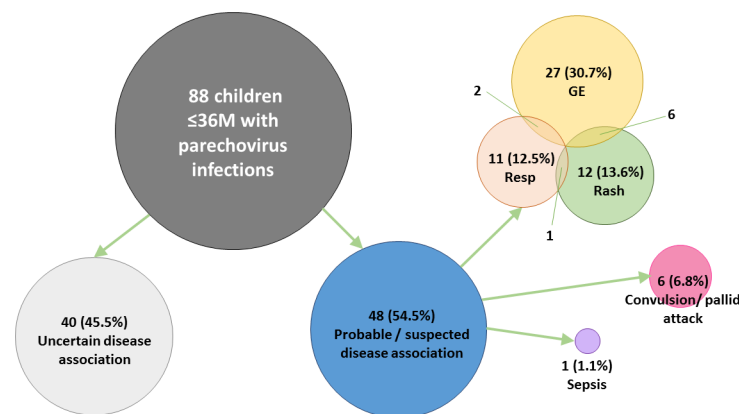 88 children
≤36M with
parechovirus
infections
27 (30.7%)
GE
2
6
11 (12.5%)
Resp
12 (13.6%)
Rash
1
40 (45.5%)
Uncertain disease
association
48 (54.5%)
Probable / suspected
disease association
6 (6.8%)
Convulsion/ pallid
attack
1 (1.1%)
Sepsis